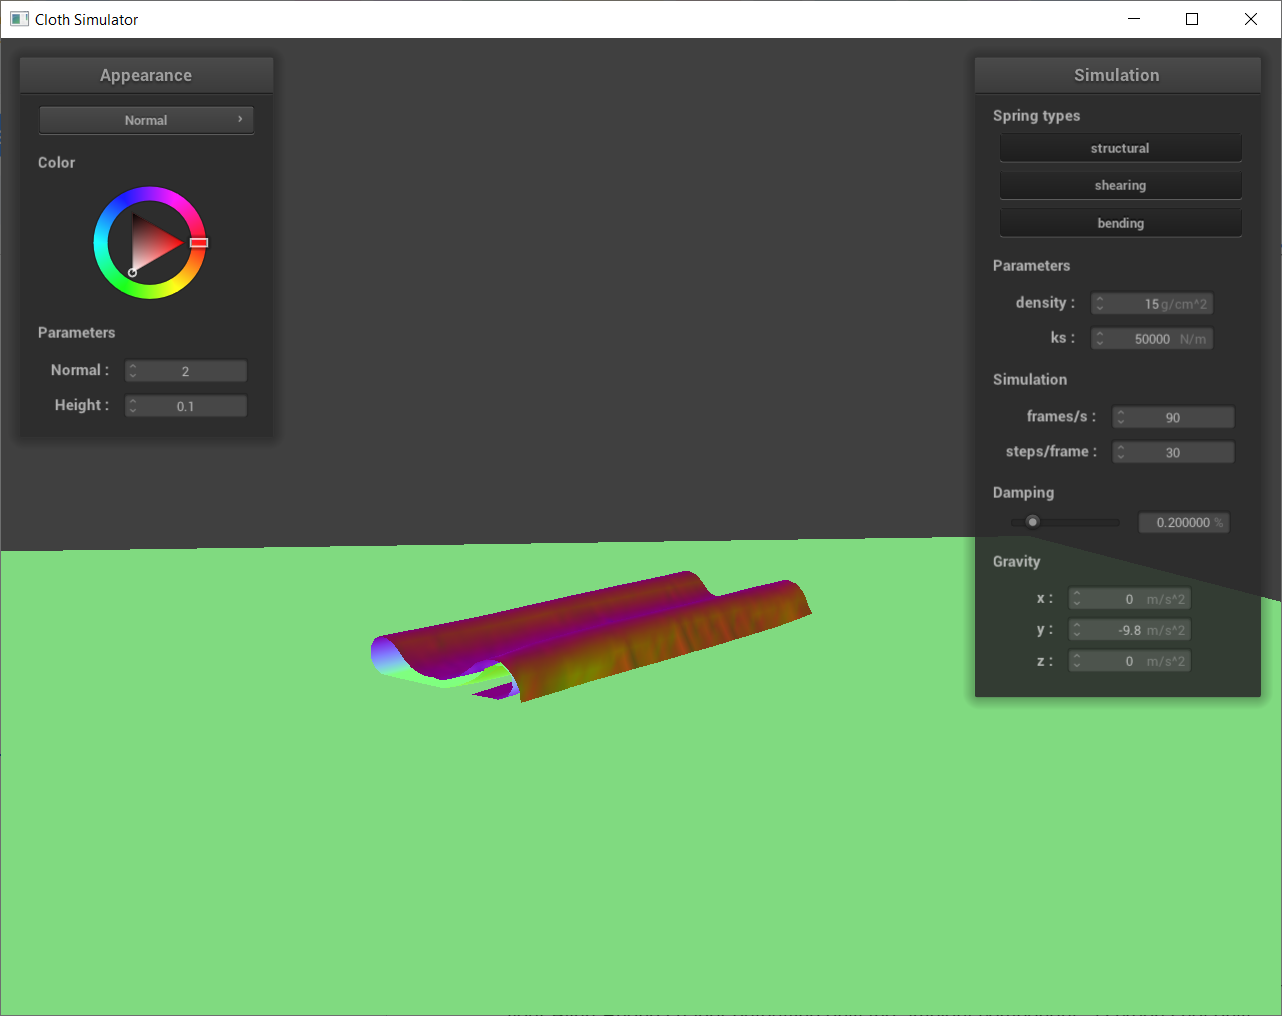 Cloth Simulator
Appearance
Normal
Color
Parameters
Normal :
2
Height :
0.1
Simulation
Spring types
structural
shearing
bending
Parameters
density :
15 g/cm^2
ks :
50000 N/m
Simulation
frames/s :
90
steps/frame :
30
Damping
0.200000 %
Gravity
x :
0 m/s^2
y :
-9.8 m/s^2
z :
0 m/s^2